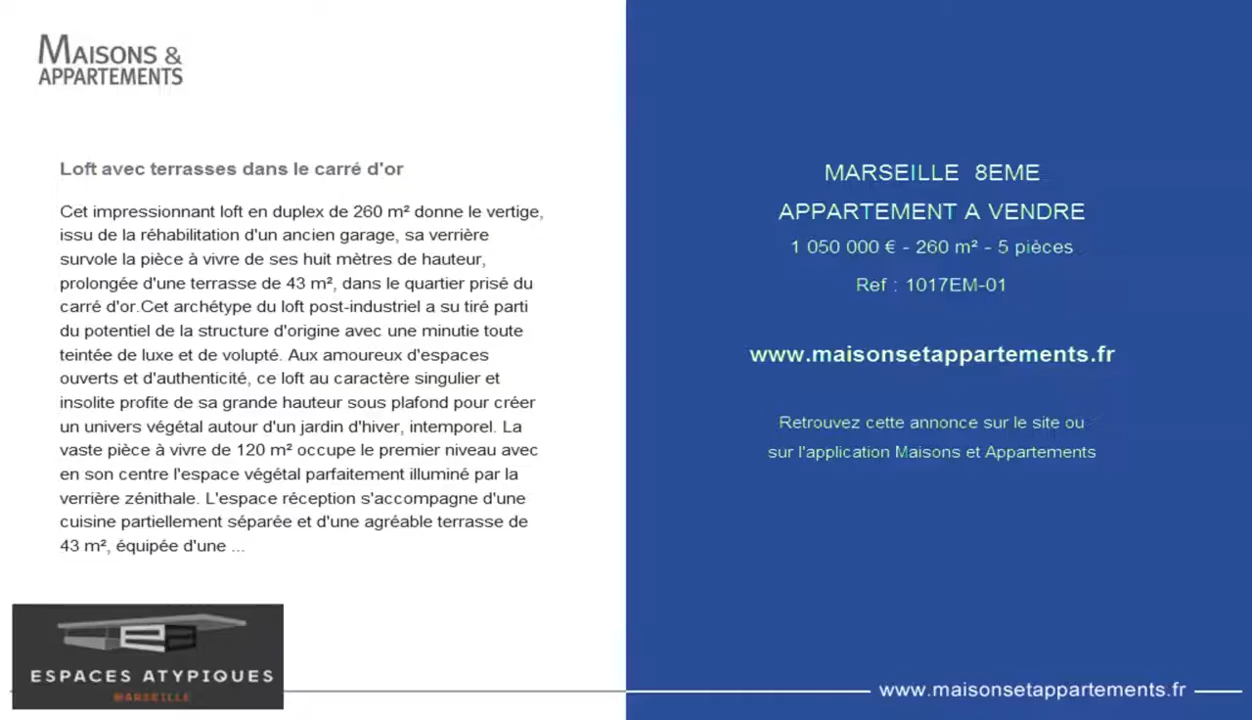 MAISONS &
APPARTEMENTS
Loft avec terrasses dans le carré d'or
Cet impressionnant loft en duplex de 260 m² donne le vertige,
issu de la réhabilitation d'un ancien garage, sa verrière
survole la pièce à vivre de ses huit mètres de hauteur,
prolongée d'une terrasse de 43 m², dans le quartier prisé du
carré d'or.Cet archétype du loft post-industriel a su tiré parti
du potentiel de la structure d'origine avec une minutie toute
teintée de luxe et de volupté. Aux amoureux d'espaces
ouverts et d'authenticité, ce loft au caractère singulier et
insolite profite de sa grande hauteur sous plafond pour créer
un univers végétal autour d'un jardin d'hiver, intemporel. La
vaste pièce à vivre de 120 m² occupe le premier niveau avec
en son centre l'espace végétal parfaitement illuminé par la
verrière zénithale. L'espace réception s'accompagne d'une
cuisine partiellement séparée et d'une agréable terrasse de
43 m², équipée d'une ...
ESPACES ATYPIQUES
MARSEILLE
MARSEILLE 8EME
APPARTEMENT A VENDRE
1 050 000 € - 260 m² - 5 pièces
Ref : 1017EM-01
www.maisonsetappartements.fr
Retrouvez cette annonce sur le site ou
sur l'application Maisons et Appartements
www.maisonsetappartements.fr